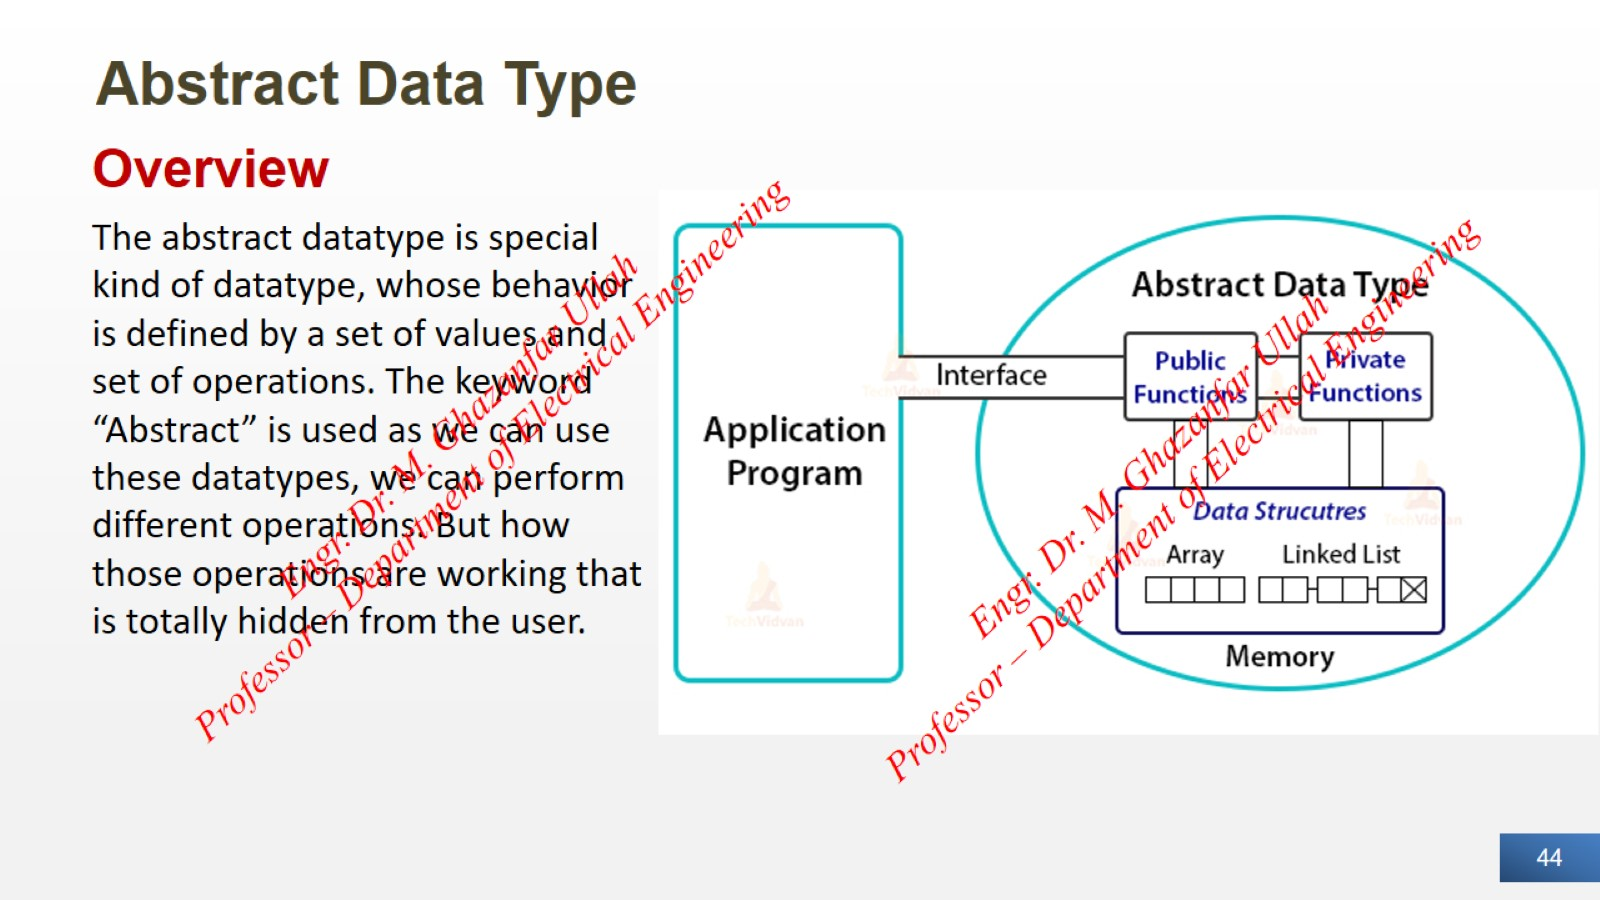 Abstract Data Type
Overview
The abstract datatype is special
kind of datatype, whose behavior
is defined by a set of values and
set of operations. The keyword
“Abstract” is used as we can use
these datatypes, we can perform
different operations. But how
those operations are working that
is totally hidden from the user.
Engr. Dr. M. Ghazanfar Ullah
Professor – Department of Electrical Engineering
Application
Program
Interface
Abstract Data Type
Public
Functions
Private
Functions
Data Strucutres
Array
Linked List
Memory
Engr. Dr. M. Ghazanfar Ullah
Professor – Department of Electrical Engineering
TechVidvan
TechVidvan
TechVidvan
44